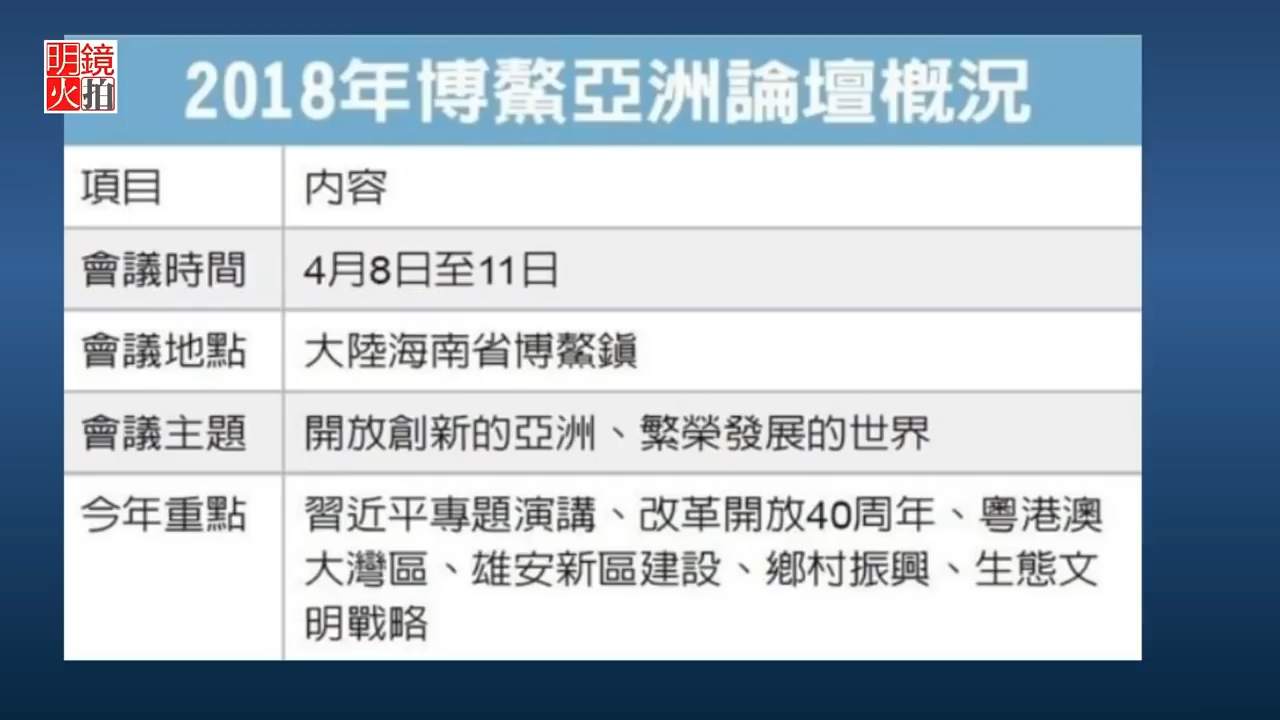 明鏡
火拍
2018年博鰲亞洲論壇概況
項目 內容
會議時間 4月8日至11日
會議地點 大陸海南省博鰲鎮
會議主題 開放創新的亞洲、繁榮發展的世界
今年重點 習近平專題演講、改革開放40周年、粵港澳
大灣區、雄安新區建設、鄉村振興、生態文
明戰略